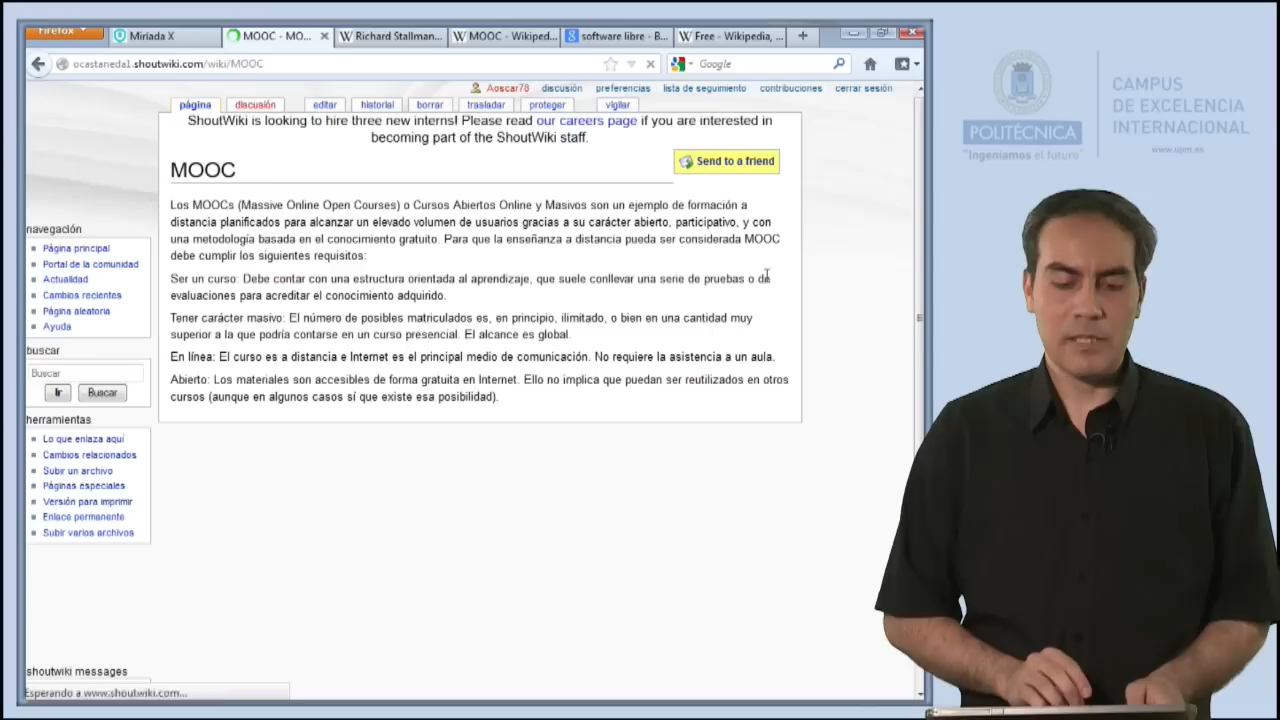 Firefox
Miríada X
MOOC - MO...
Richard Stallman...
MOOC - Wikiped...
software libre - B...
Free - Wikipedia, ...
ocastaneda1.shoutwiki.com/wiki/MOOC
Google
Aoscar78 discusión preferencias lista de seguimiento contribuciones cerrar sesión
página discusión editar historial borrar trasladar proteger vigilar
ShoutWiki is looking to hire three new interns! Please read our careers page if you are interested in
becoming part of the ShoutWiki staff.
Send to a friend
MOOC
Los MOOCs (Massive Online Open Courses) o Cursos Abiertos Online y Masivos son un ejemplo de formación a
distancia planificados para alcanzar un elevado volumen de usuarios gracias a su carácter abierto, participativo, y con
una metodología basada en el conocimiento gratuito. Para que la enseñanza a distancia pueda ser considerada MOOC
debe cumplir los siguientes requisitos:
Ser un curso: Debe contar con una estructura orientada al aprendizaje, que suele conllevar una serie de pruebas o de
evaluaciones para acreditar el conocimiento adquirido.
Tener carácter masivo: El número de posibles matriculados es, en principio, ilimitado, o bien en una cantidad muy
superior a la que podría contarse en un curso presencial. El alcance es global.
En línea: El curso es a distancia e Internet es el principal medio de comunicación. No requiere la asistencia a un aula.
Abierto: Los materiales son accesibles de forma gratuita en Internet. Ello no implica que puedan ser reutilizados en otros
cursos (aunque en algunos casos sí que existe esa posibilidad).
navegación
Página principal
Portal de la comunidad
Actualidad
Cambios recientes
Página aleatoria
Ayuda
buscar
Buscar
Ir Buscar
herramientas
Lo que enlaza aquí
Cambios relacionados
Subir un archivo
Páginas especiales
Versión para imprimir
Enlace permanente
Subir varios archivos
shoutwiki messages
Esperando a www.shoutwiki.com...
POLITÉCNICA
"Ingeniamos el futuro"
CAMPUS
DE EXCELENCIA
INTERNACIONAL
www.upm.es